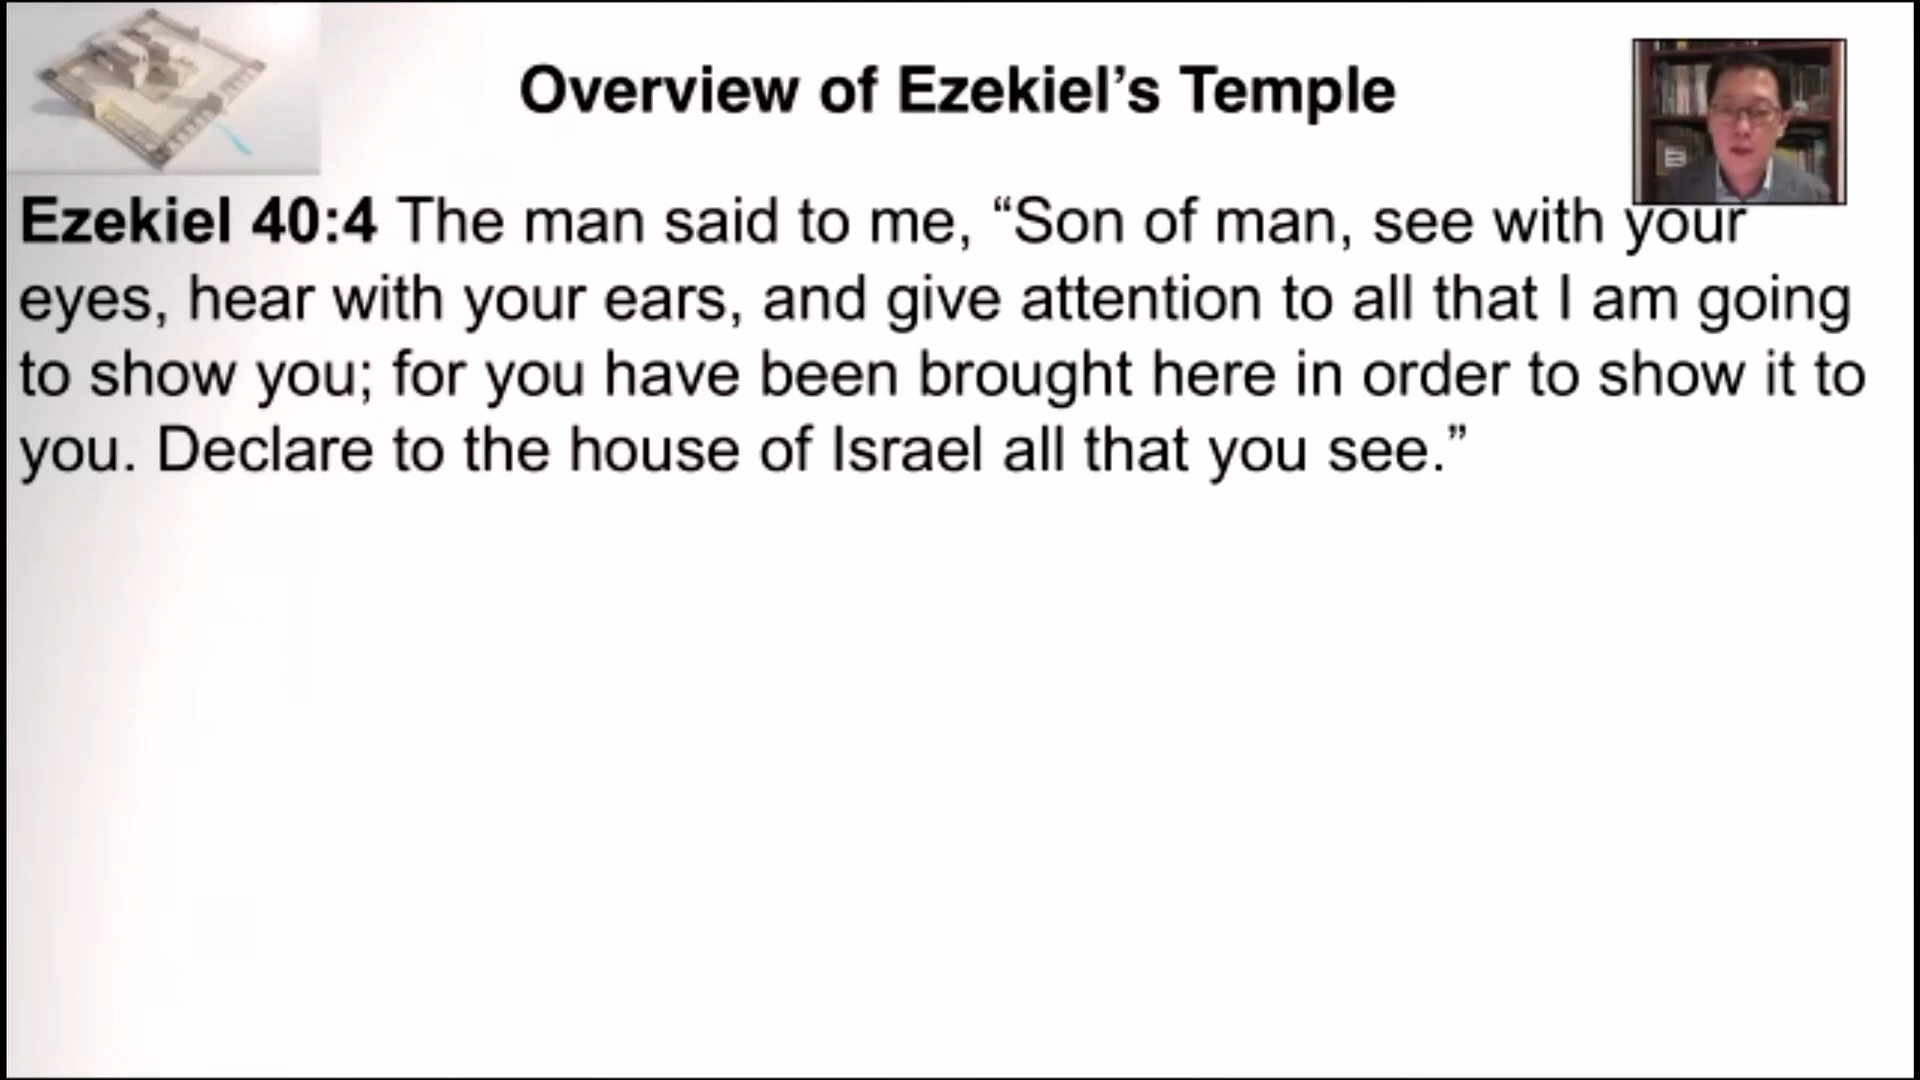 Overview of Ezekiel’s Temple
Ezekiel 40:4 The man said to me, “Son of man, see with your
eyes, hear with your ears, and give attention to all that I am going
to show you; for you have been brought here in order to show it to
you. Declare to the house of Israel all that you see.”